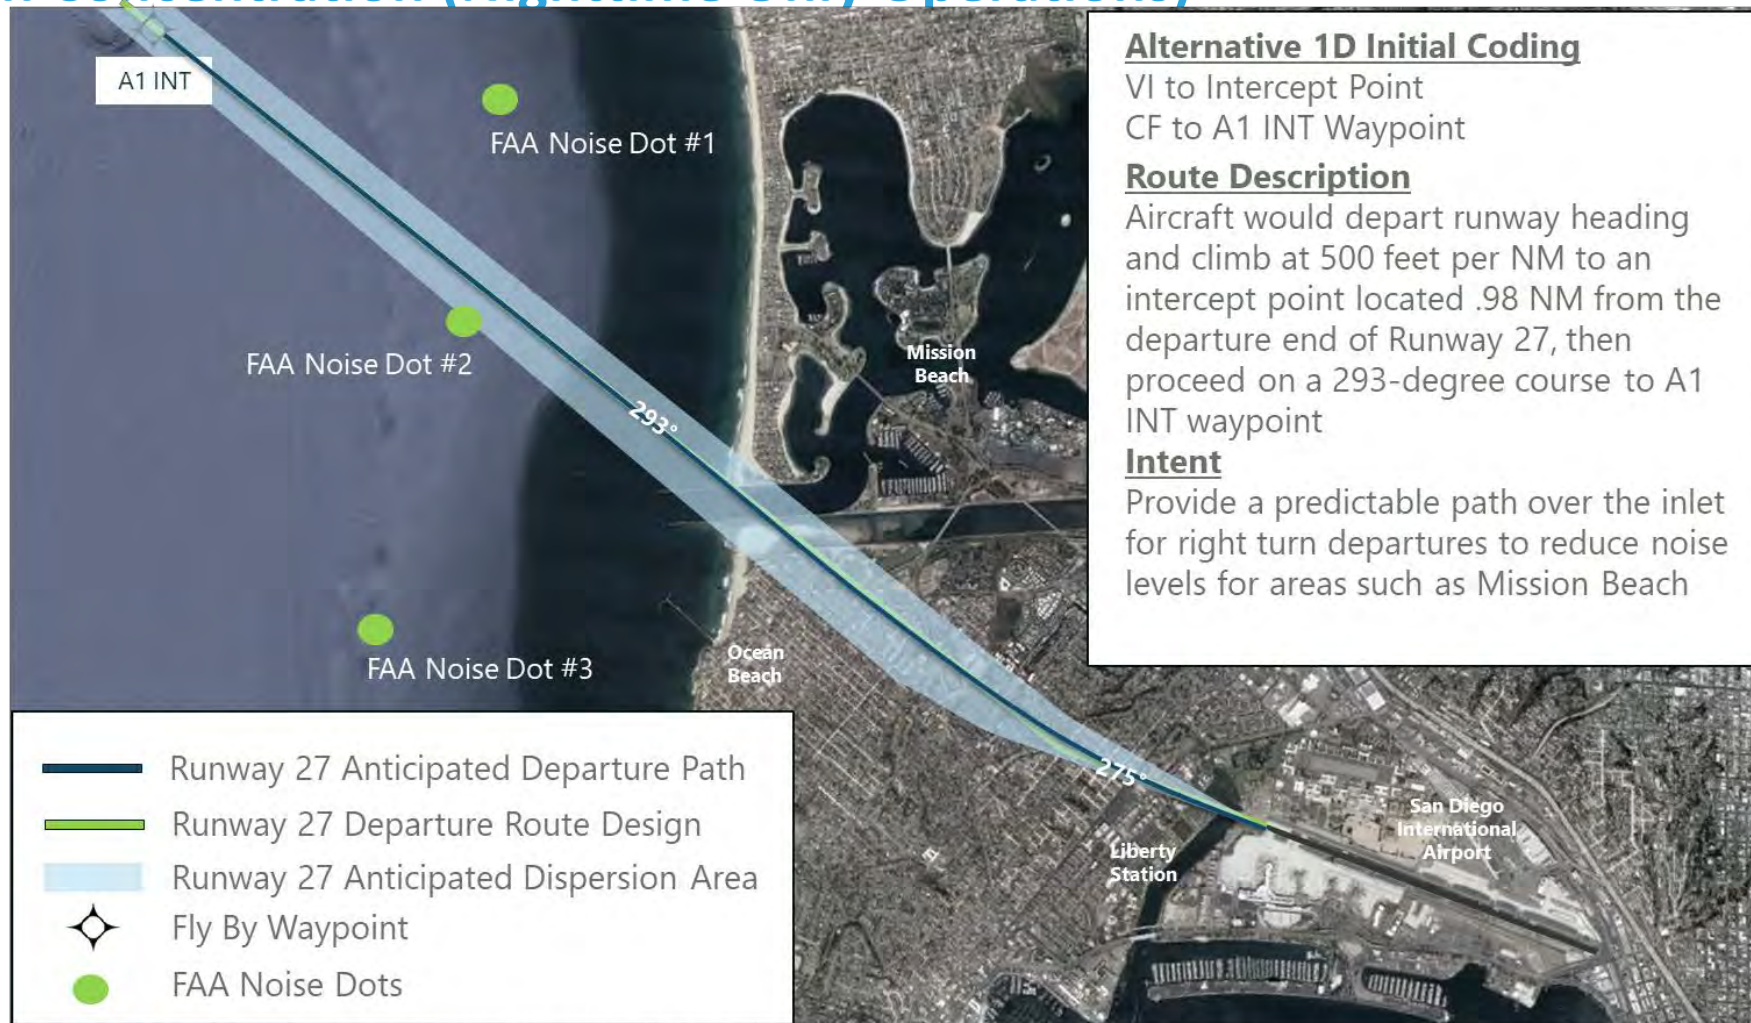 Concentration (Nighttime Only Operations)
A1 INT
FAA Noise Dot #1
FAA Noise Dot #2
293°
FAA Noise Dot #3
Mission
Beach
Ocean
Beach
275°
Liberty
Station
San Diego
International
Airport
Alternative 1D Initial Coding
VI to Intercept Point
CF to A1 INT Waypoint
Route Description
Aircraft would depart runway heading
and climb at 500 feet per NM to an
intercept point located .98 NM from the
departure end of Runway 27, then
proceed on a 293-degree course to A1
INT waypoint
Intent
Provide a predictable path over the inlet
for right turn departures to reduce noise
levels for areas such as Mission Beach
Runway 27 Anticipated Departure Path
Runway 27 Departure Route Design
Runway 27 Anticipated Dispersion Area
Fly By Waypoint
FAA Noise Dots